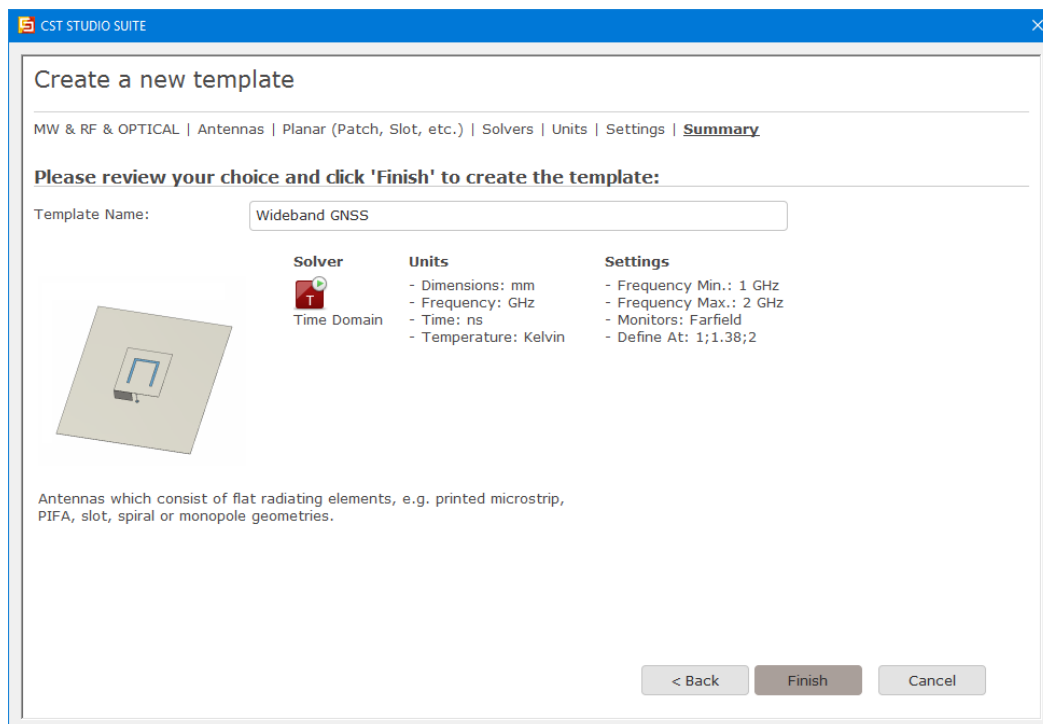 CST STUDIO SUITE
Create a new template
MW & RF & OPTICAL | Antennas | Planar (Patch, Slot, etc.) | Solvers | Units | Settings | Summary
Please review your choice and click 'Finish' to create the template:
Template Name: Wideband GNSS
Solver Units Settings
- Dimensions: mm - Frequency Min.: 1 GHz
- Frequency: GHz - Frequency Max.: 2 GHz
T
Time Domain - Time: ns - Monitors: Farfield
- Temperature: Kelvin - Define At: 1;1.38;2
Antennas which consist of flat radiating elements, e.g. printed microstrip,
PIFA, slot, spiral or monopole geometries.
< Back Finish Cancel